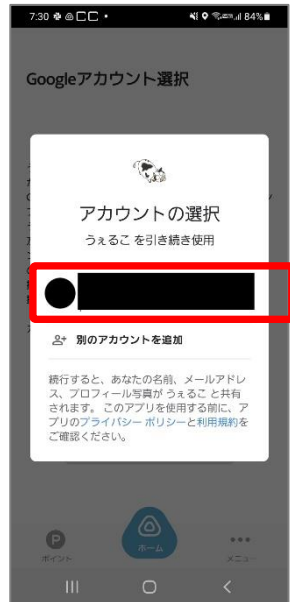 7:30
84%
Googleアカウント選択
アカウントの選択
うぇるこ を引き続き使用
別のアカウントを追加
続行すると、あなたの名前、メールアドレ
ス、プロフィール写真が うぇるこ と共有
されます。このアプリを使用する前に、ア
プリのプライバシー ポリシーと利用規約を
ご確認ください。
P
ポイント
ホーム
メニュー